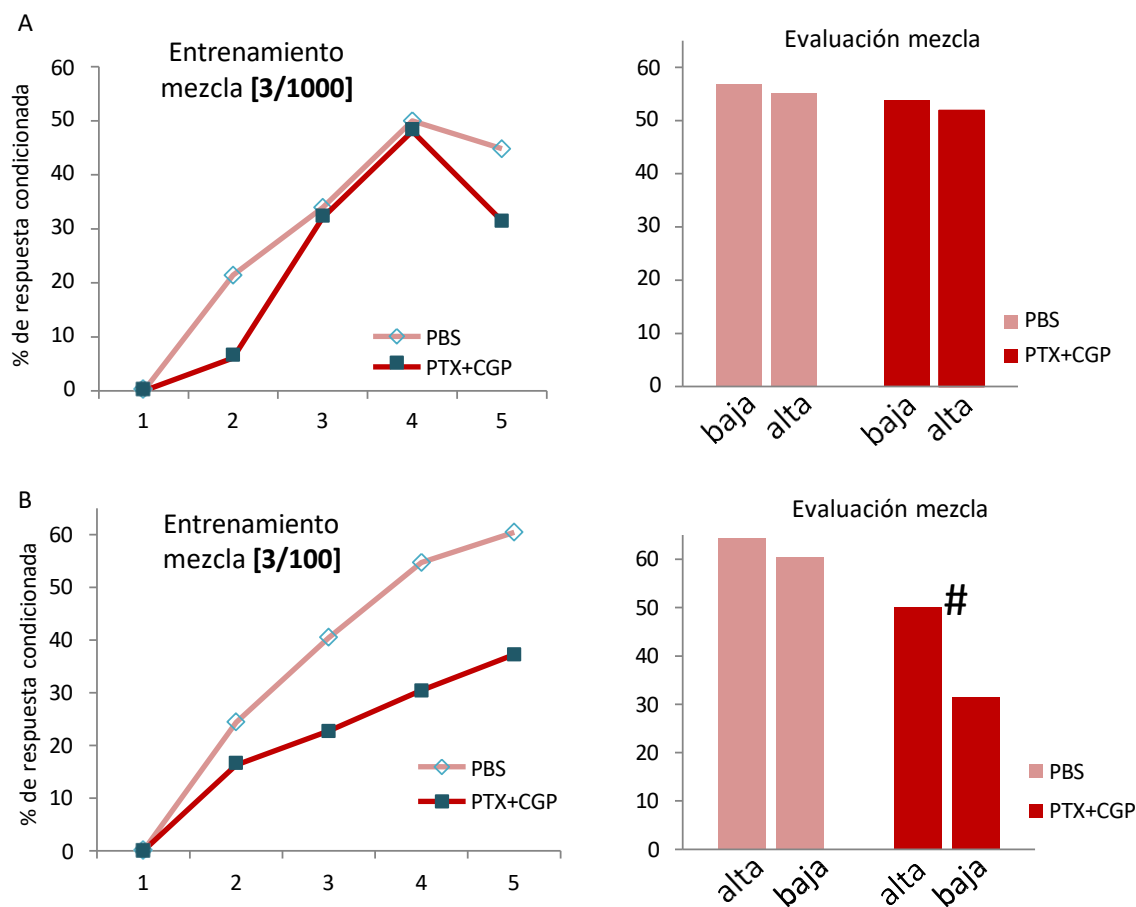 A
Entrenamiento
mezcla [3/1000]
% de respuesta condicionada
60
50
40
30
20
10
0
1 2 3 4 5
PBS
PTX+CGP
Evaluación mezcla
60
50
40
30
20
10
0
baja alta baja alta
PBS
PTX+CGP
B
Entrenamiento
mezcla [3/100]
% de respuesta condicionada
60
50
40
30
20
10
0
1 2 3 4 5
PBS
PTX+CGP
Evaluación mezcla
60
50
40
30
20
10
0
#
alta baja alta baja
PBS
PTX+CGP